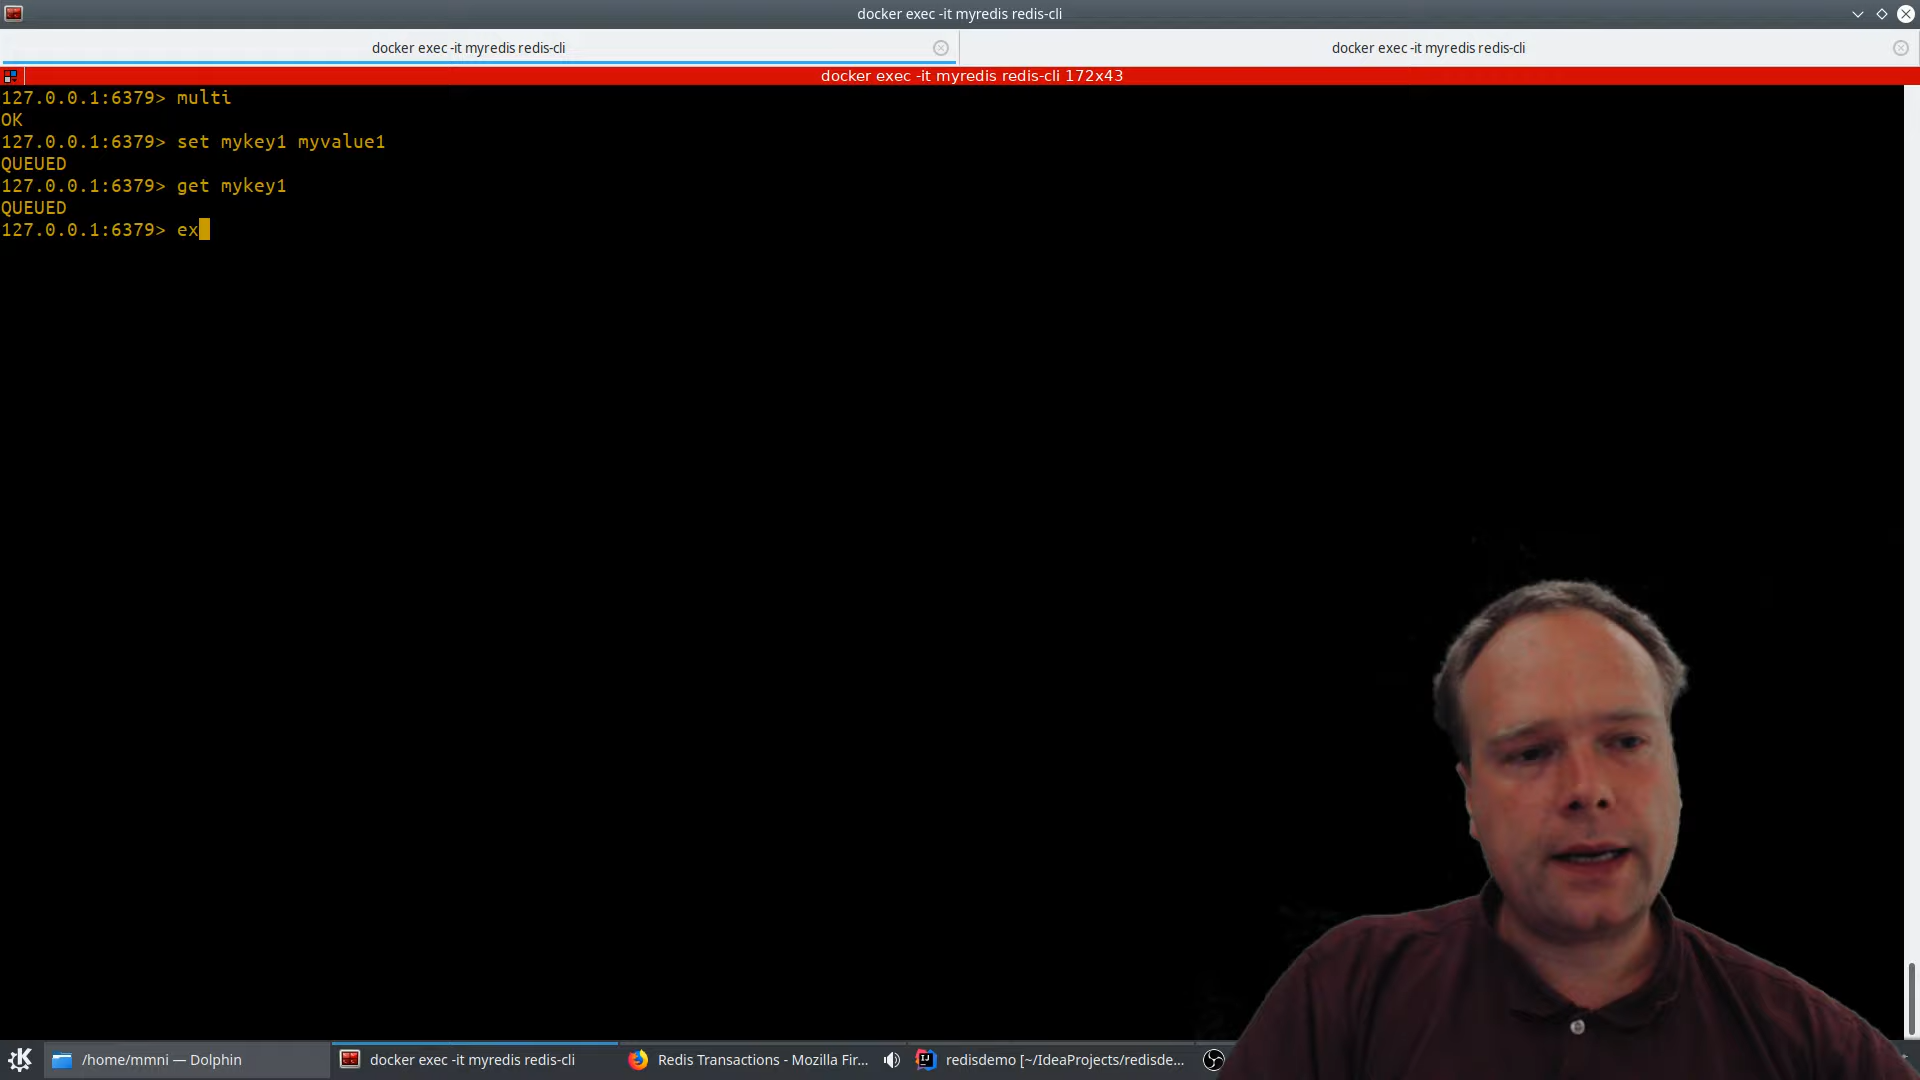 docker exec -it myredis redis-cli
docker exec -it myredis redis-cli
docker exec -it myredis redis-cli
docker exec -it myredis redis-cli 172x43
127.0.0.1:6379> multi
OK
127.0.0.1:6379> set mykey1 myvalue1
QUEUED
127.0.0.1:6379> get mykey1
QUEUED
127.0.0.1:6379> ex
/home/mmni — Dolphin
docker exec -it myredis redis-cli
Redis Transactions - Mozilla Fir...
IJ
redisdemo [~/IdeaProjects/redisde...